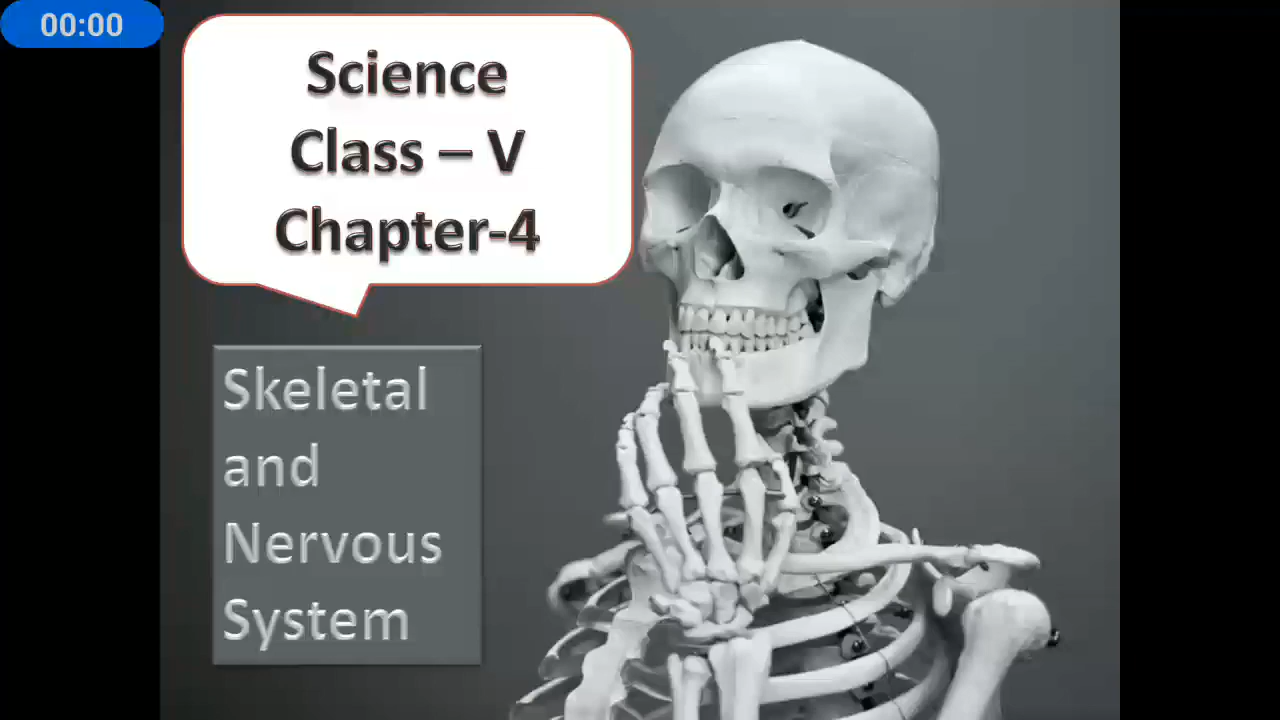 00:00
Science
Class – V
Chapter-4
Skeletal
and
Nervous
System